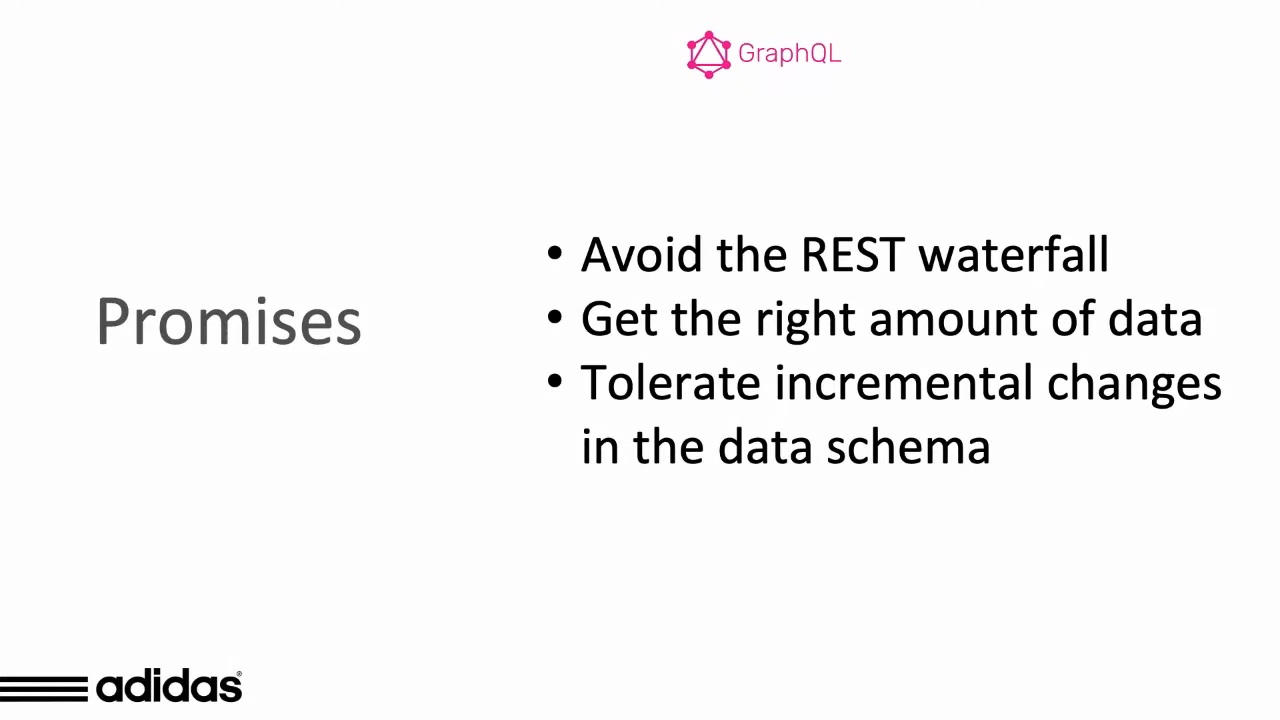 GraphQL
Promises
• Avoid the REST waterfall
• Get the right amount of data
• Tolerate incremental changes
in the data schema
adidas®